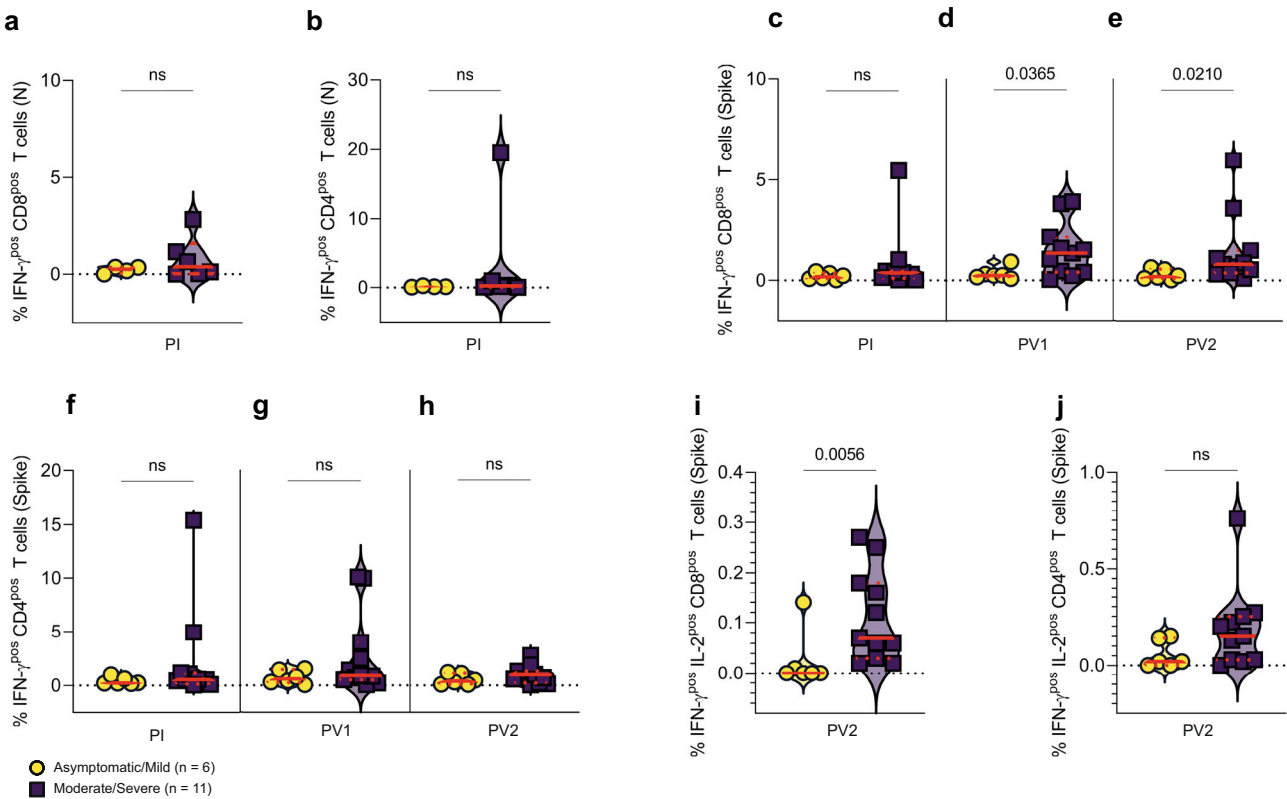 a
% IFN-γpos CD8pos T cells (N)
10
5
0
ns
PI
b
% IFN-γpos CD4pos T cells (N)
30
20
10
0
ns
PI
c d e
% IFN-γpos CD8pos T cells (Spike)
10
5
0
ns 0.0365 0.0210
PI PV1 PV2
f g h
% IFN-γpos CD4pos T cells (Spike)
20
15
10
5
0
ns ns ns
PI PV1 PV2
i
% IFN-γpos IL-2pos CD8pos T cells (Spike)
0.4
0.3
0.2
0.1
0.0
0.0056
PV2
j
% IFN-γpos IL-2pos CD4pos T cells (Spike)
1.0
0.5
0.0
ns
PV2
Asymptomatic/Mild (n = 6)
Moderate/Severe (n = 11)